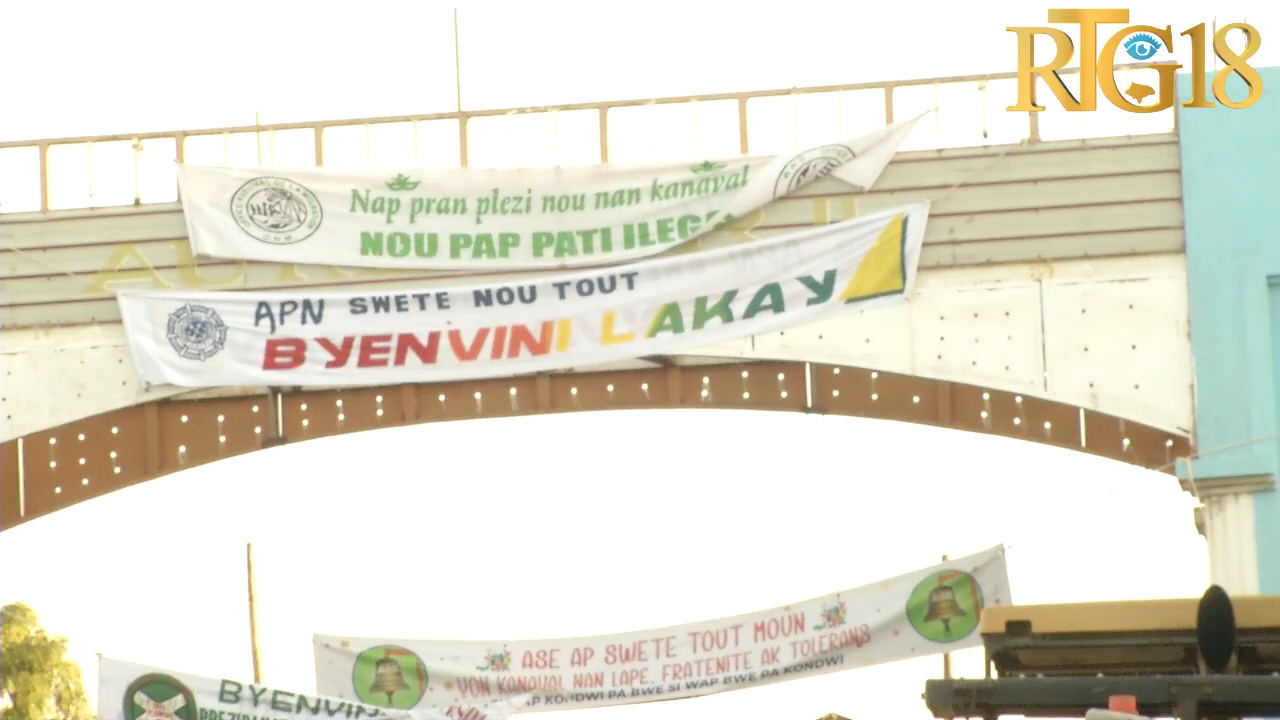 RTG18
Nap pran plezi nou nan kanaval
NOU PAP PATI ILEG
APN SWETE NOU TOUT
BYENVINI LAKAY
ASE AP SWETE TOUT MOUN
YON KANAVAL NAN LAPE, FRATENITE AK TOLERANS
AP KONDWI PA BWE SI WAP BWE PA KONDWI
BYENVINI